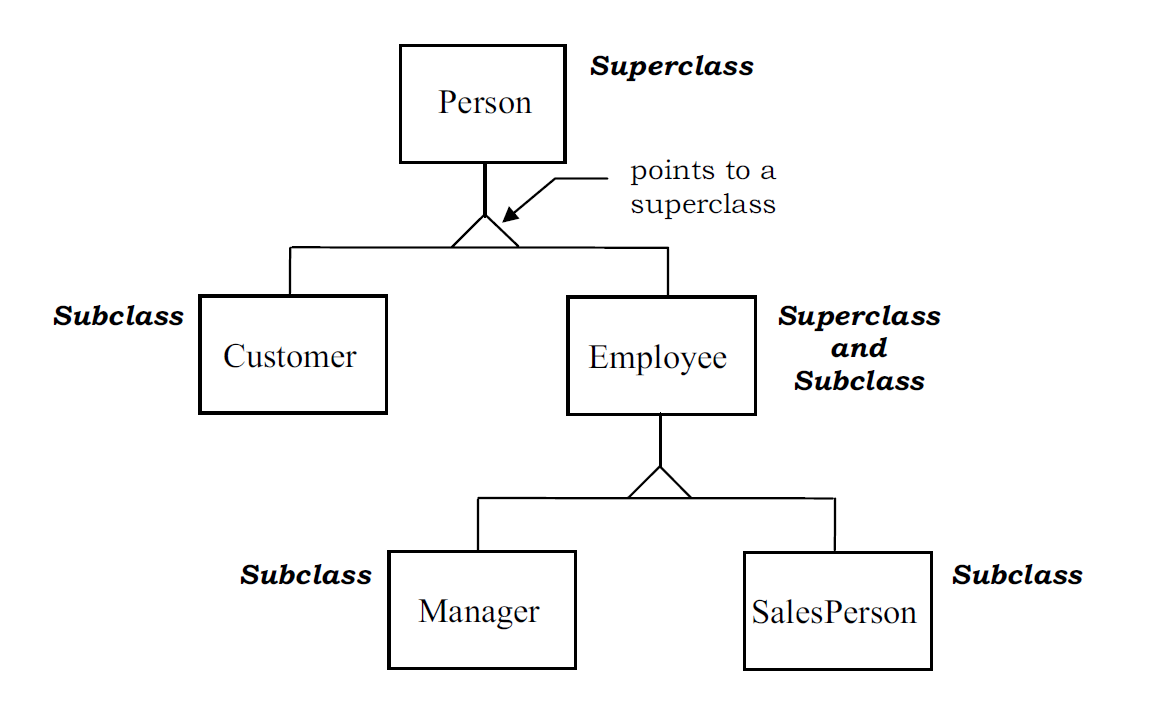 Superclass
Person
points to a
superclass
Subclass
Customer
Employee
Superclass
and
Subclass
Subclass
Manager
SalesPerson
Subclass